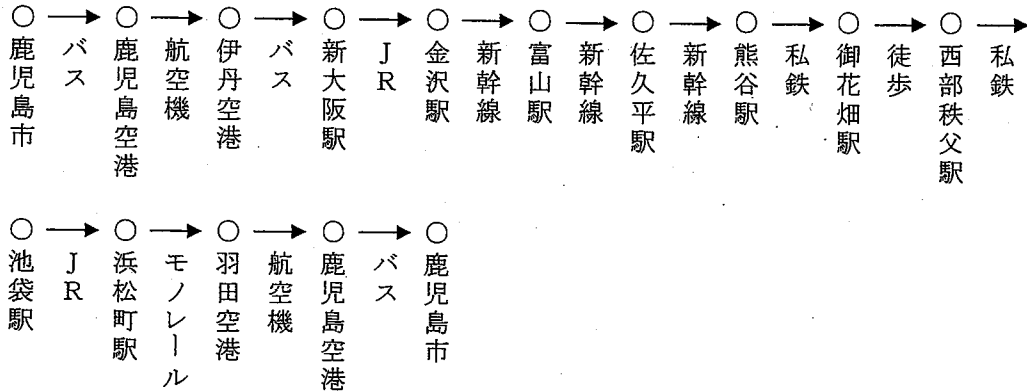 ○→○→○→○→○→○→○→○→○→○→
鹿児島市
バス
鹿児島空港
航空機
伊丹空港
バス
新大阪駅
JR
金沢駅
新幹線
富山駅
新幹線
佐久平駅
新幹線
熊谷駅
私鉄
御花畑駅
徒歩
西部秩父駅
私鉄
○→○→○→○→○
池袋駅
JR
浜松町駅
モノレール
羽田空港
航空機
鹿児島空港
バス
鹿児島市